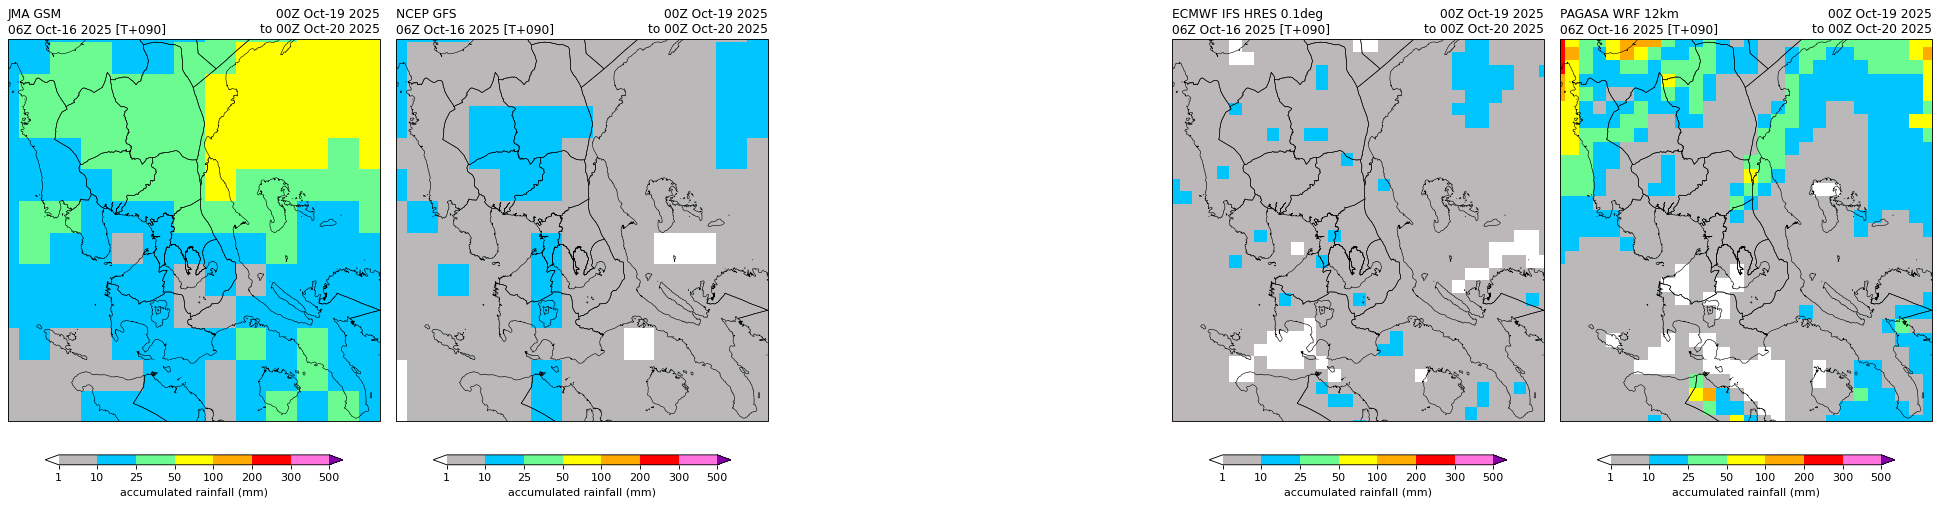 JMA GSM 00Z Oct-19 2025
06Z Oct-16 2025 [T+090] to 00Z Oct-20 2025
NCEP GFS 00Z Oct-19 2025
06Z Oct-16 2025 [T+090] to 00Z Oct-20 2025
ECMWF IFS HRES 0.1deg 00Z Oct-19 2025
06Z Oct-16 2025 [T+090] to 00Z Oct-20 2025
PAGASA WRF 12km 00Z Oct-19 2025
06Z Oct-16 2025 [T+090] to 00Z Oct-20 2025
1 10 25 50 100 200 300 500
accumulated rainfall (mm)
1 10 25 50 100 200 300 500
accumulated rainfall (mm)
1 10 25 50 100 200 300 500
accumulated rainfall (mm)
1 10 25 50 100 200 300 500
accumulated rainfall (mm)